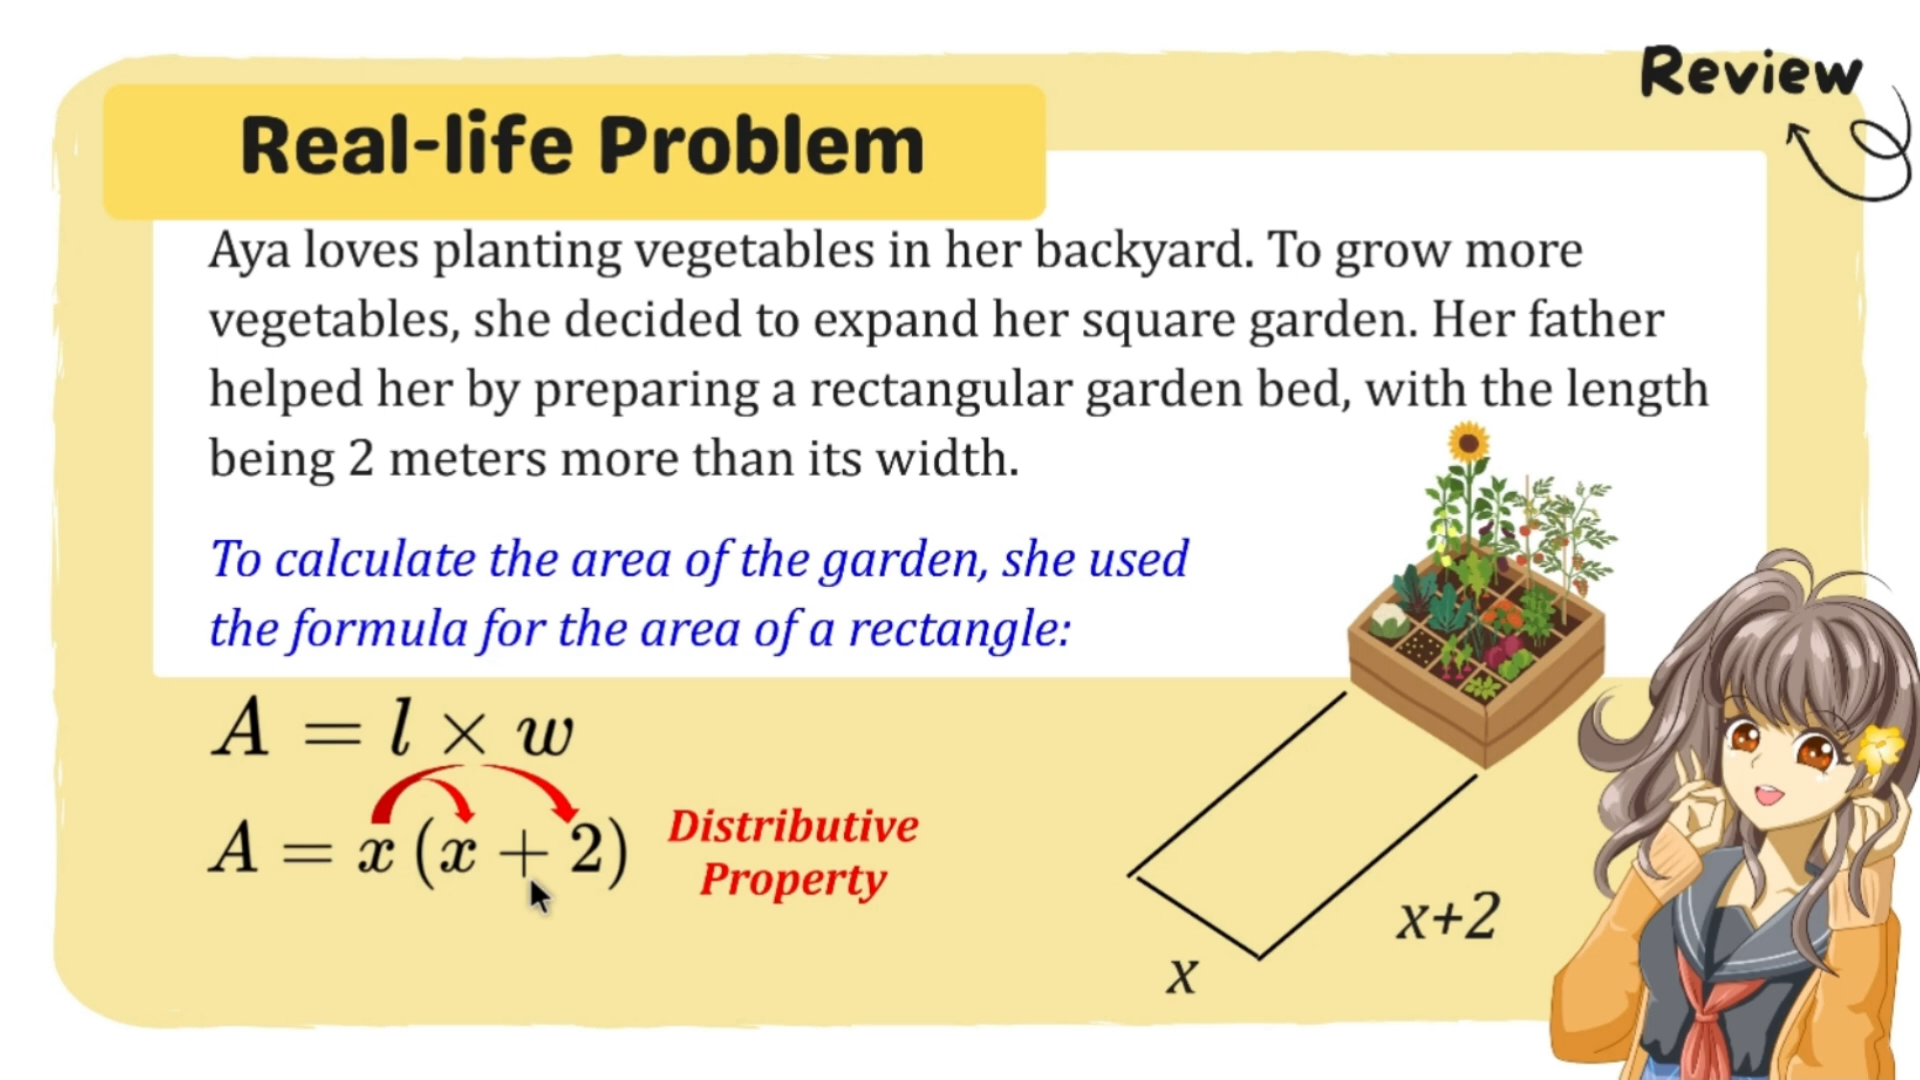 Review
Real-life Problem
Aya loves planting vegetables in her backyard. To grow more
vegetables, she decided to expand her square garden. Her father
helped her by preparing a rectangular garden bed, with the length
being 2 meters more than its width.
To calculate the area of the garden, she used
the formula for the area of a rectangle:
A = l × w
A = x (x + 2)
Distributive
Property
x+2
x